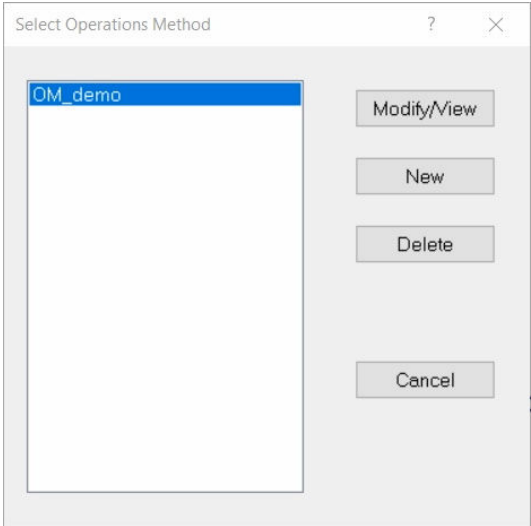 Select Operations Method ?
OM_demo
Modify/View
New
Delete
Cancel